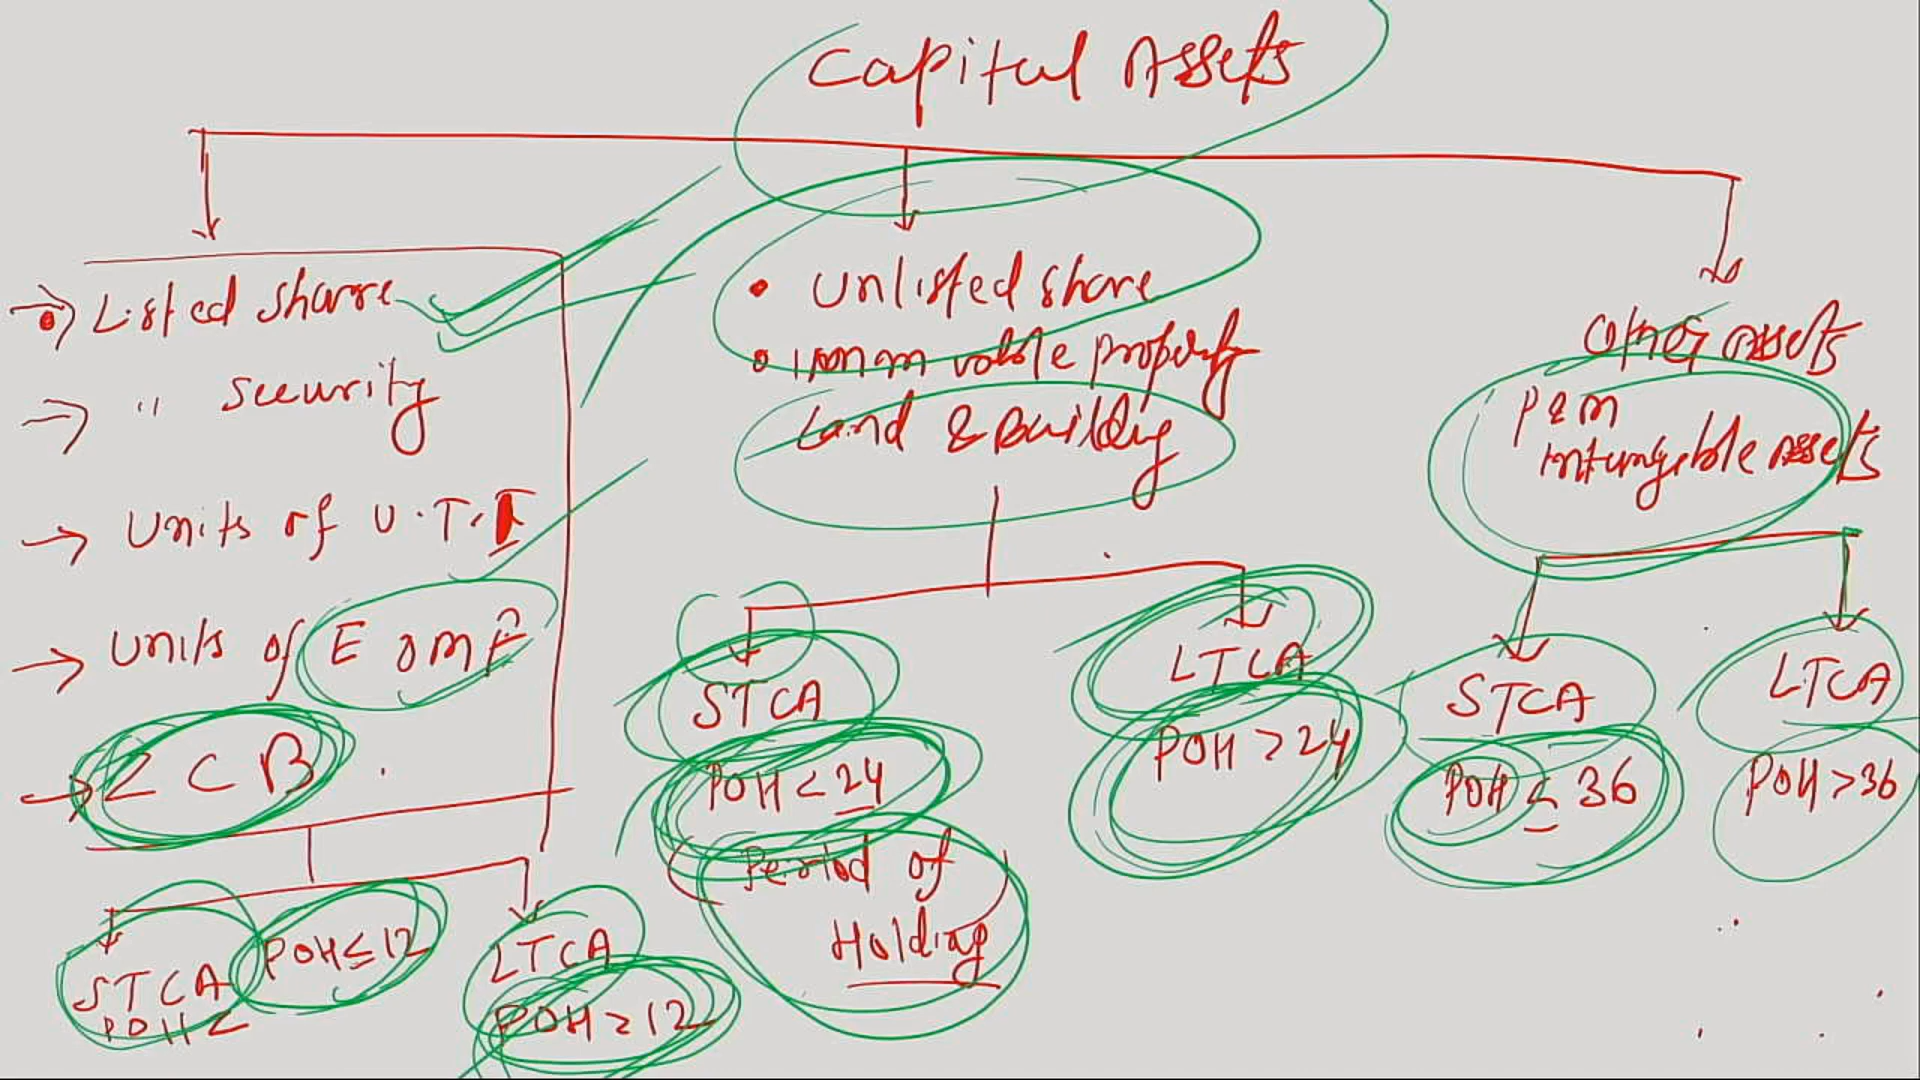 Capital Assets
Listed share
" security
Units of U.T.I
Units of E O M F
Z C B
STCA
POH <
POH ≤ 12
LTCA
POH > 12
• Unlisted share
• immovable property
Land & Building
STCA
POH < 24
Period of
Holding
LTCA
POH > 24
other assets
P & M
intangible assets
STCA
POH ≤ 36
LTCA
POH > 36